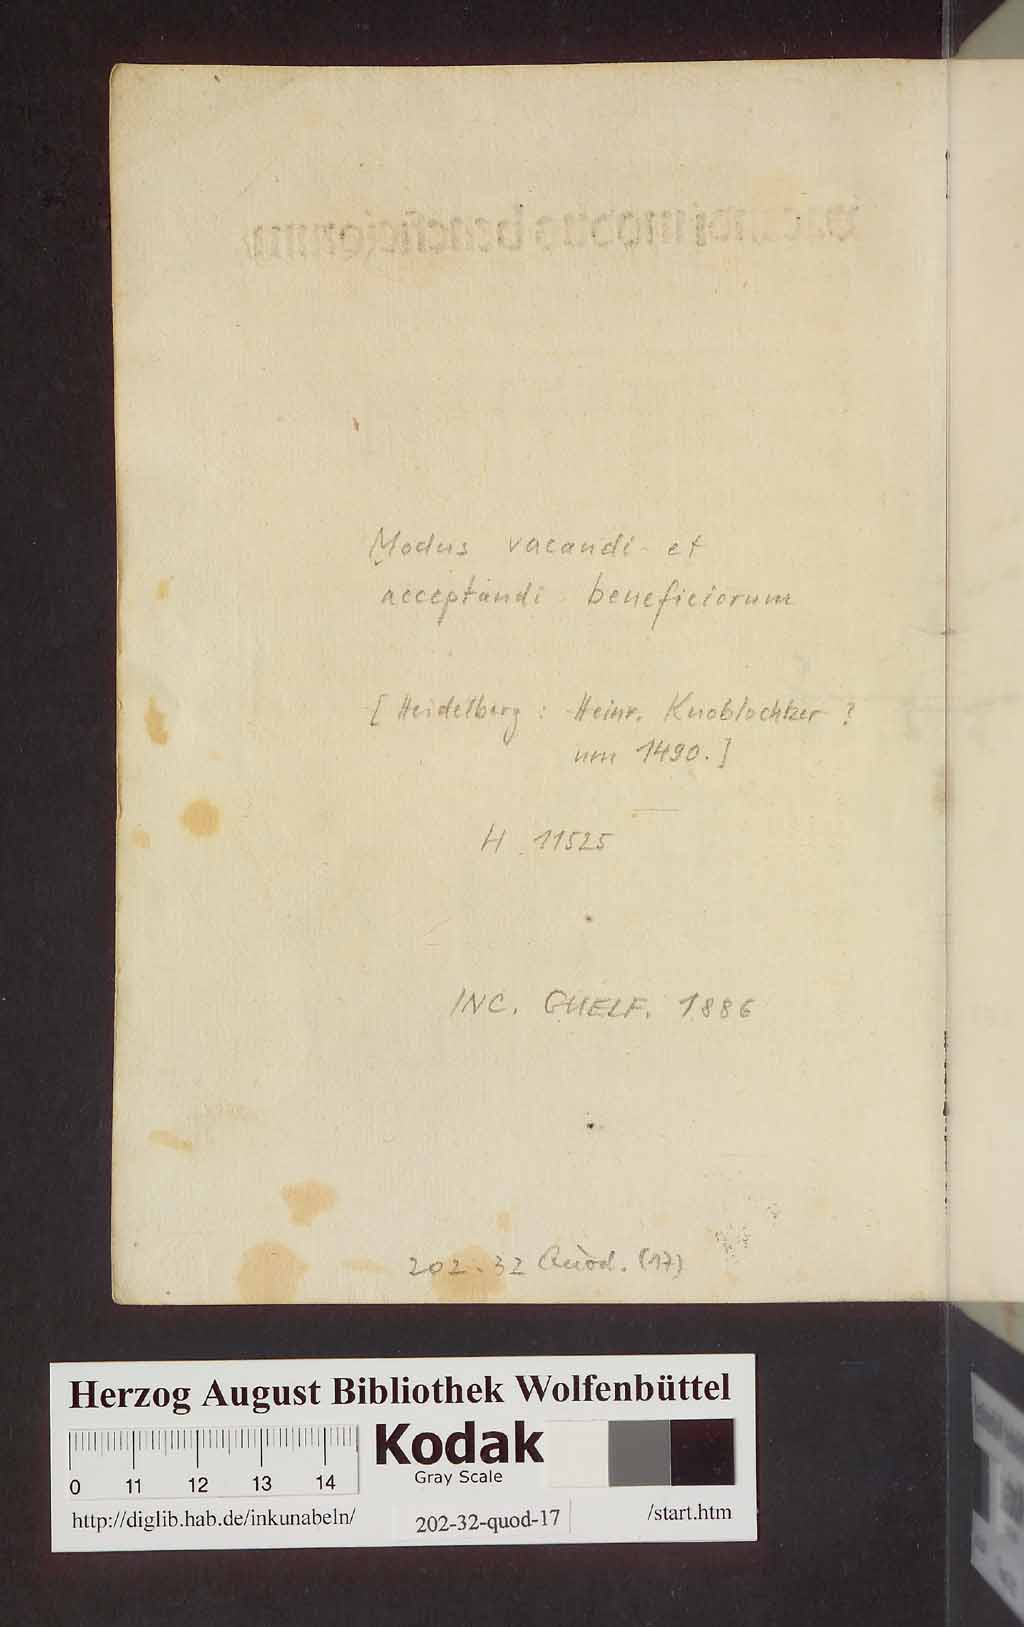 Modus vacandi et
acceptandi beneficiorum
[Heidelberg: Heinr. Knoblochtzer?
um 1490.]
H 11525
INC. GUELF. 1886
202.32 Quod. (17)
Herzog August Bibliothek Wolfenbüttel
Kodak
Gray Scale
0 11 12 13 14
http://diglib.hab.de/inkunabeln/ 202-32-quod-17 /start.htm